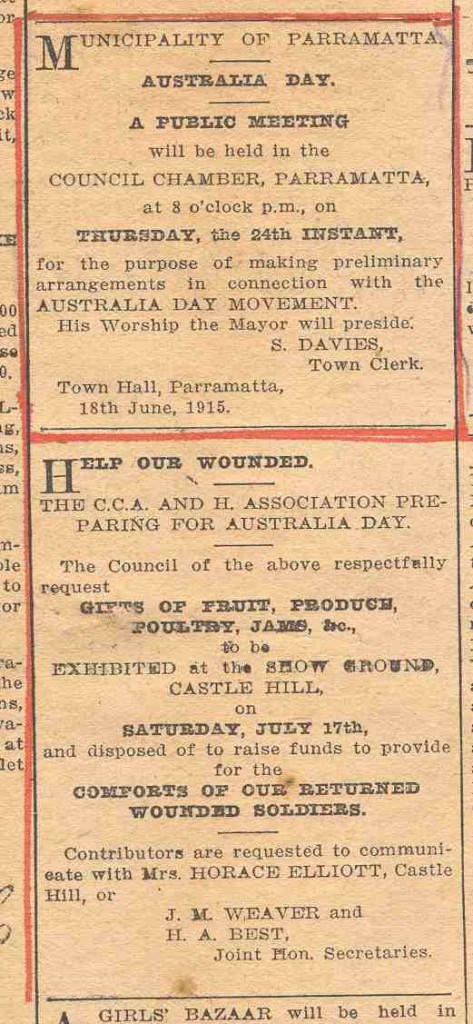 MUNICIPALITY OF PARRAMATTA.
AUSTRALIA DAY.
A PUBLIC MEETING
will be held in the
COUNCIL CHAMBER, PARRAMATTA,
at 8 o'clock p.m., on
THURSDAY, the 24th INSTANT,
for the purpose of making preliminary
arrangements in connection with the
AUSTRALIA DAY MOVEMENT.
His Worship the Mayor will preside.
S. DAVIES,
Town Clerk.
Town Hall, Parramatta,
18th June, 1915.
HELP OUR WOUNDED.
THE C.C.A. AND H. ASSOCIATION PRE-
PARING FOR AUSTRALIA DAY.
The Council of the above respectfully
request
GIFTS OF FRUIT, PRODUCE,
POULTRY, JAMS, &c.,
to be
EXHIBITED at the SHOW GROUND,
CASTLE HILL,
on
SATURDAY, JULY 17th,
and disposed of to raise funds to provide
for the
COMFORTS OF OUR RETURNED
WOUNDED SOLDIERS.
Contributors are requested to communi-
cate with Mrs. HORACE ELLIOTT, Castle
Hill, or
J. M. WEAVER and
H. A. BEST,
Joint Hon. Secretaries.
A GIRLS' BAZAAR will be held in